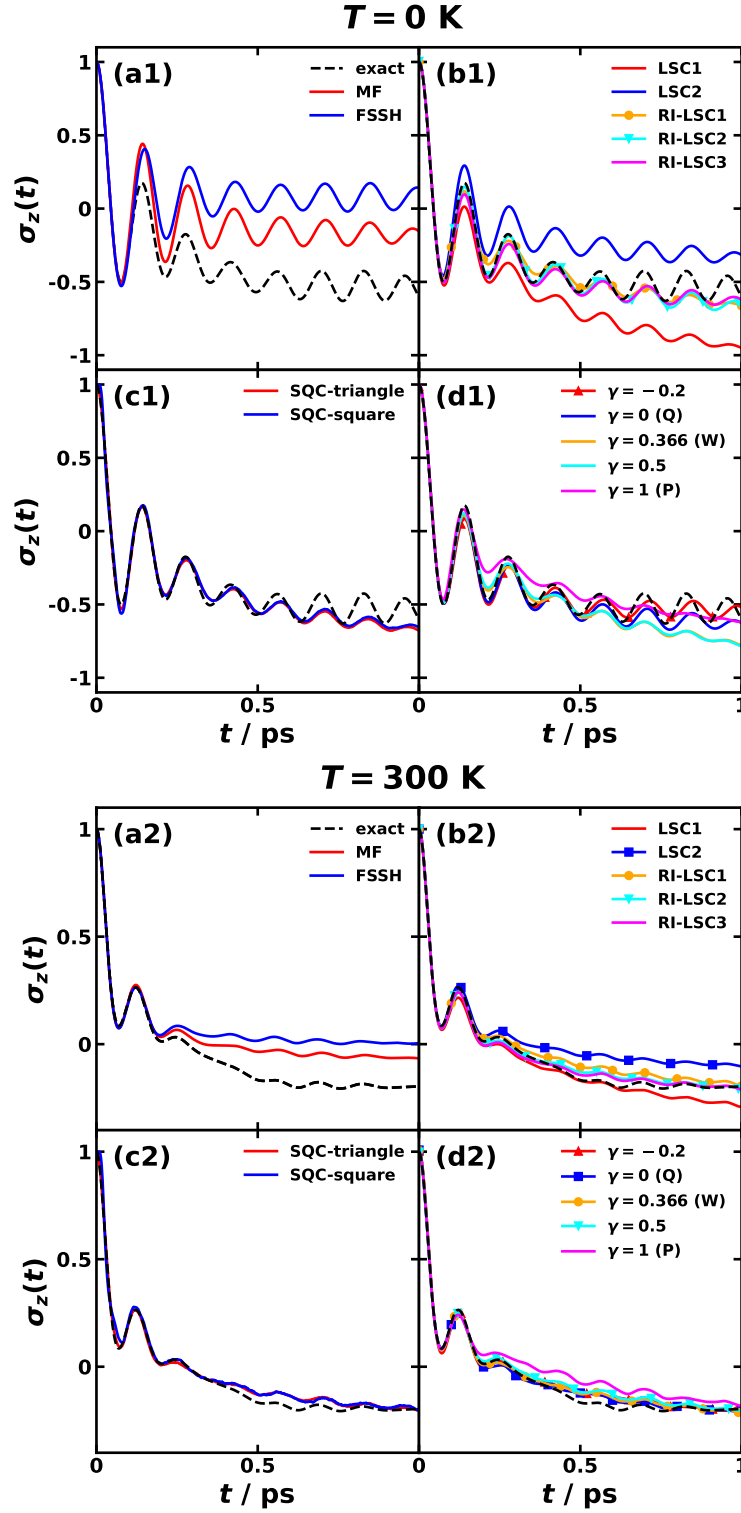 T = 0 K
(a1)
exact
MF
FSSH
(b1)
LSC1
LSC2
RI-LSC1
RI-LSC2
RI-LSC3
1
0.5
0
-0.5
-1
σz(t)
(c1)
SQC-triangle
SQC-square
(d1)
γ = −0.2
γ = 0 (Q)
γ = 0.366 (W)
γ = 0.5
γ = 1 (P)
1
0.5
0
-0.5
-1
σz(t)
0
0.5
0
0.5
1
t / ps
t / ps
T = 300 K
(a2)
exact
MF
FSSH
(b2)
LSC1
LSC2
RI-LSC1
RI-LSC2
RI-LSC3
1
0.5
0
σz(t)
(c2)
SQC-triangle
SQC-square
(d2)
γ = −0.2
γ = 0 (Q)
γ = 0.366 (W)
γ = 0.5
γ = 1 (P)
1
0.5
0
σz(t)
0
0.5
0
0.5
1
t / ps
t / ps